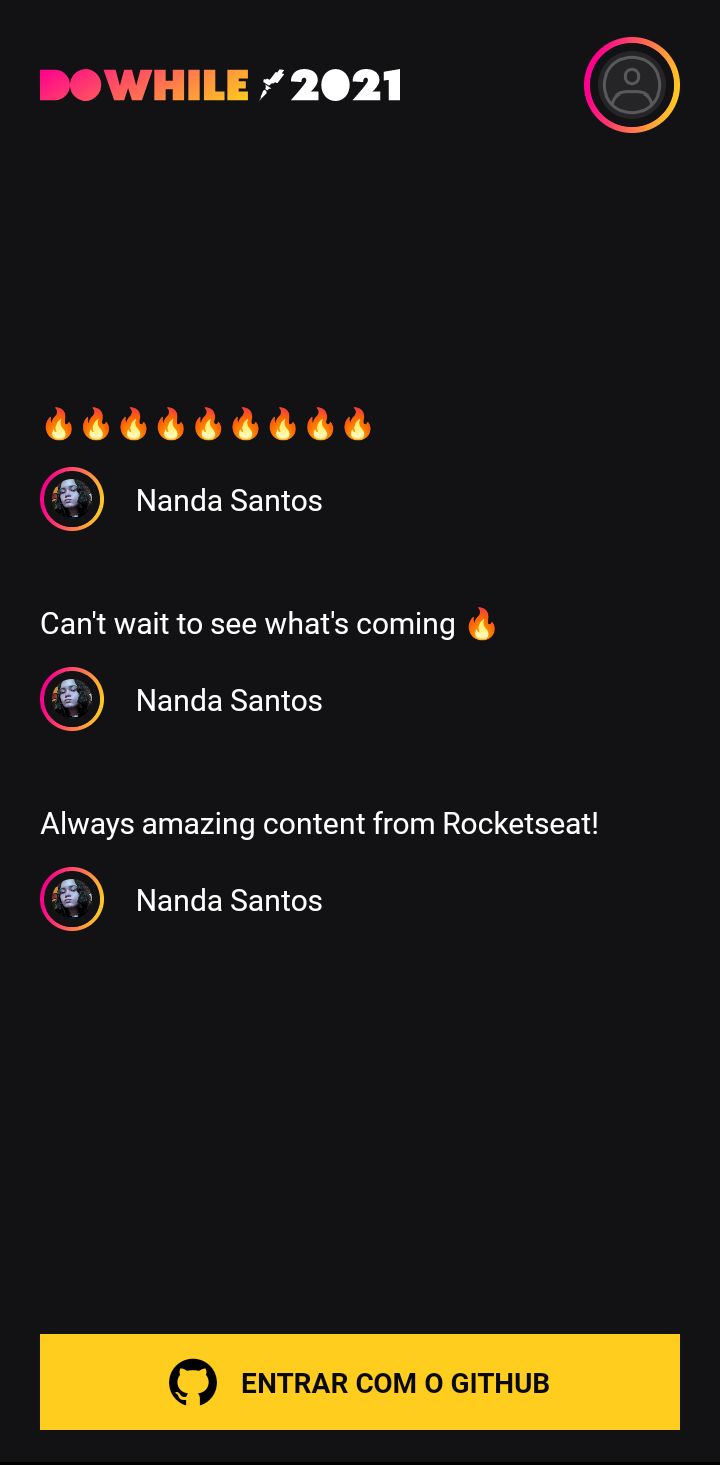 DOWHILE 2021
🔥🔥🔥🔥🔥🔥🔥🔥🔥
Nanda Santos
Can't wait to see what's coming 🔥
Nanda Santos
Always amazing content from Rocketseat!
Nanda Santos
ENTRAR COM O GITHUB